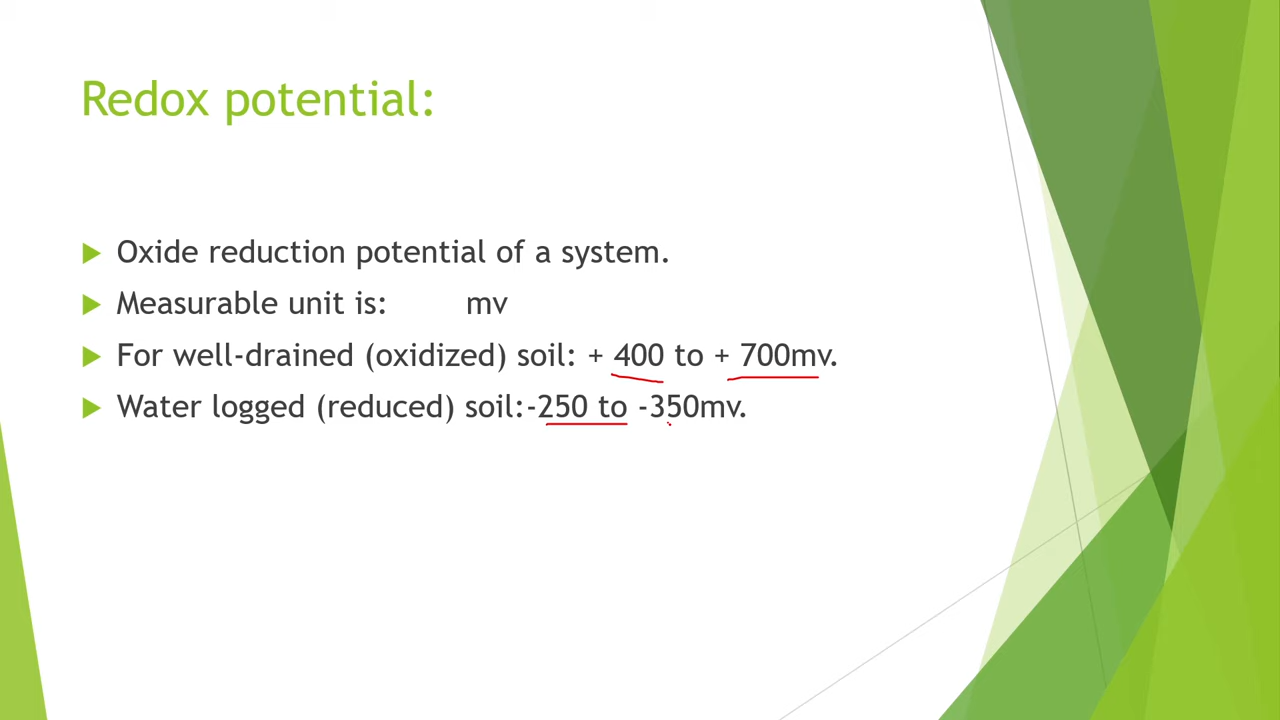 Redox potential:
Oxide reduction potential of a system.
Measurable unit is: mv
For well-drained (oxidized) soil: + 400 to + 700mv.
Water logged (reduced) soil:-250 to -350mv.